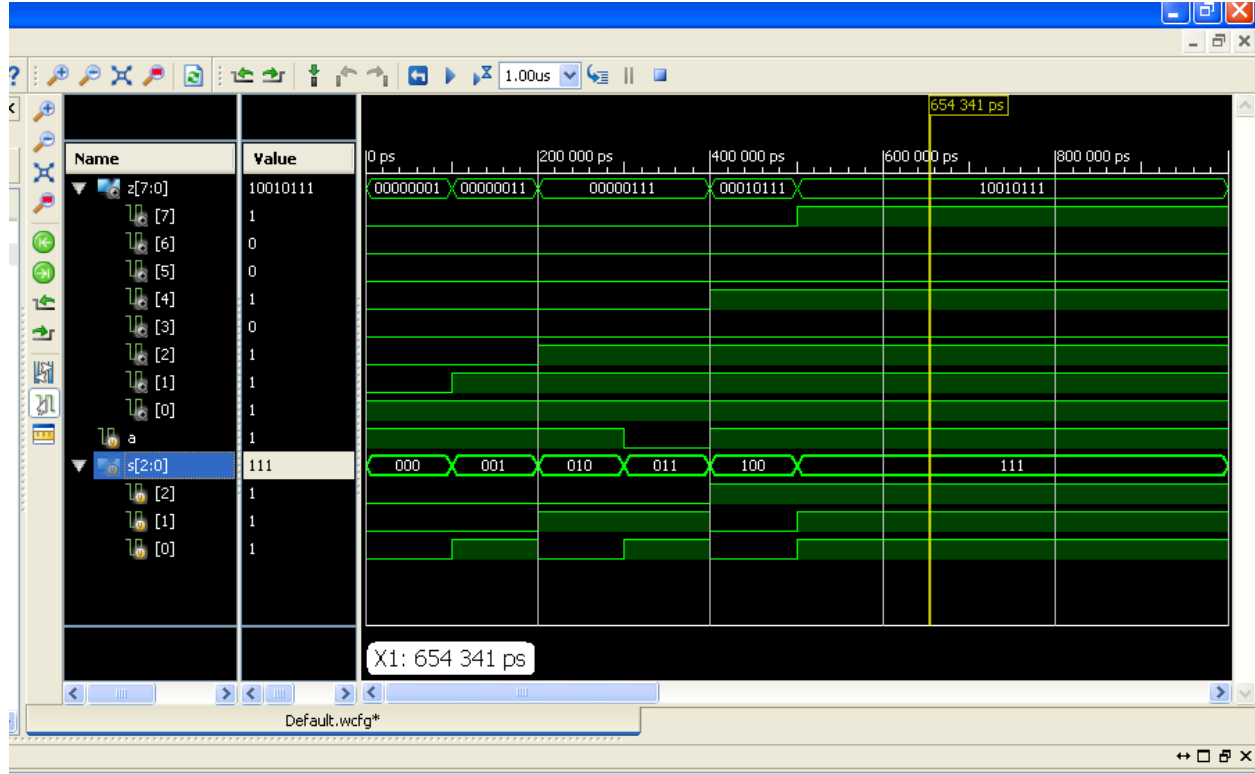 ?
1.00us
654 341 ps
Name Value 0 ps 200 000 ps 400 000 ps 600 000 ps 800 000 ps
z[7:0] 10010111 00000001 00000011 00000111 00010111 10010111
[7] 1
[6] 0
[5] 0
[4] 1
[3] 0
[2] 1
[1] 1
[0] 1
a 1
s[2:0] 111 000 001 010 011 100 111
[2] 1
[1] 1
[0] 1
X1: 654 341 ps
Default.wcfg*